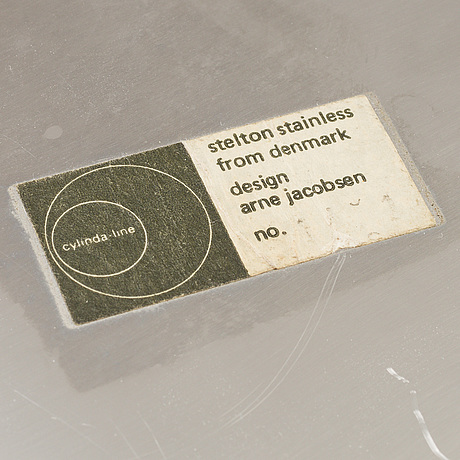 cylinda-line
stelton stainless
from denmark
design
arne jacobsen
no.